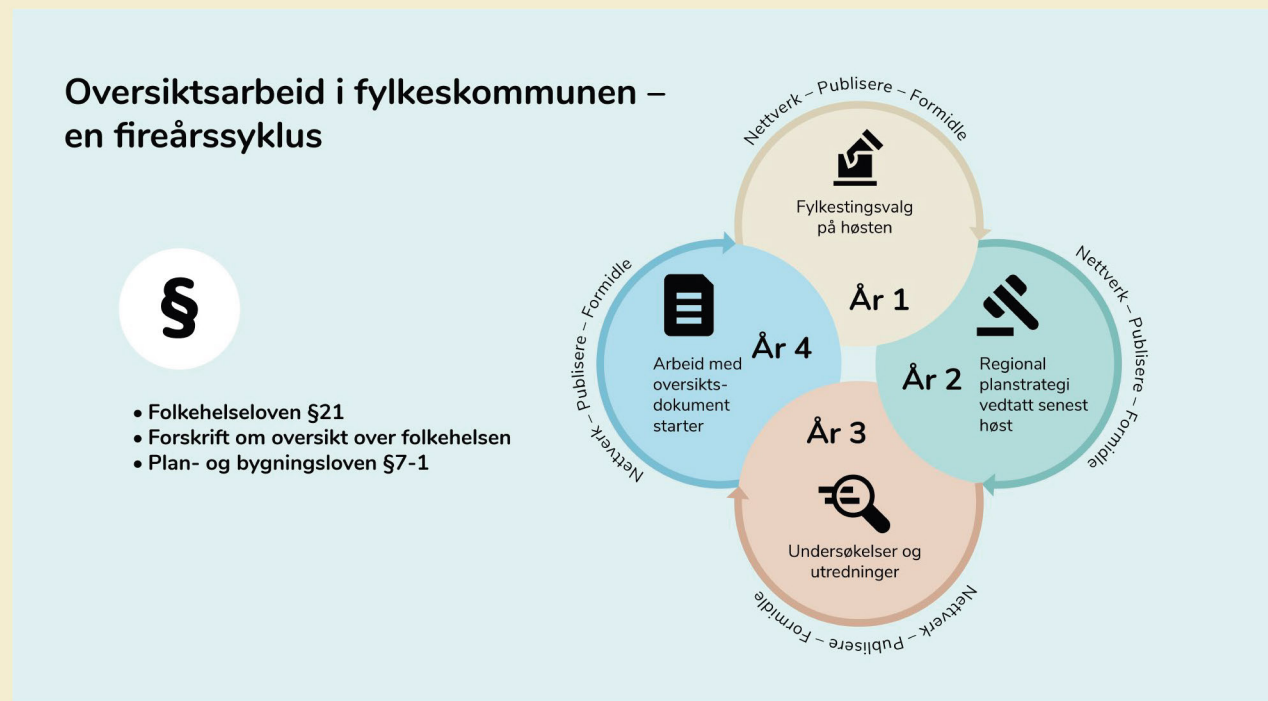 Oversiktsarbeid i fylkeskommunen –
en fireårssyklus
§
• Folkehelseloven §21
• Forskrift om oversikt over folkehelsen
• Plan- og bygningsloven §7-1
Nettverk – Publisere – Formidle
Fylkestingsvalg
på høsten
År 1
Nettverk – Publisere – Formidle
År 2
Regional
planstrategi
vedtatt senest
høst
År 3
Undersøkelser og
utredninger
Nettverk – Publisere – Formidle
År 4
Arbeid med
oversikts-
dokument
starter
Nettverk – Publisere – Formidle